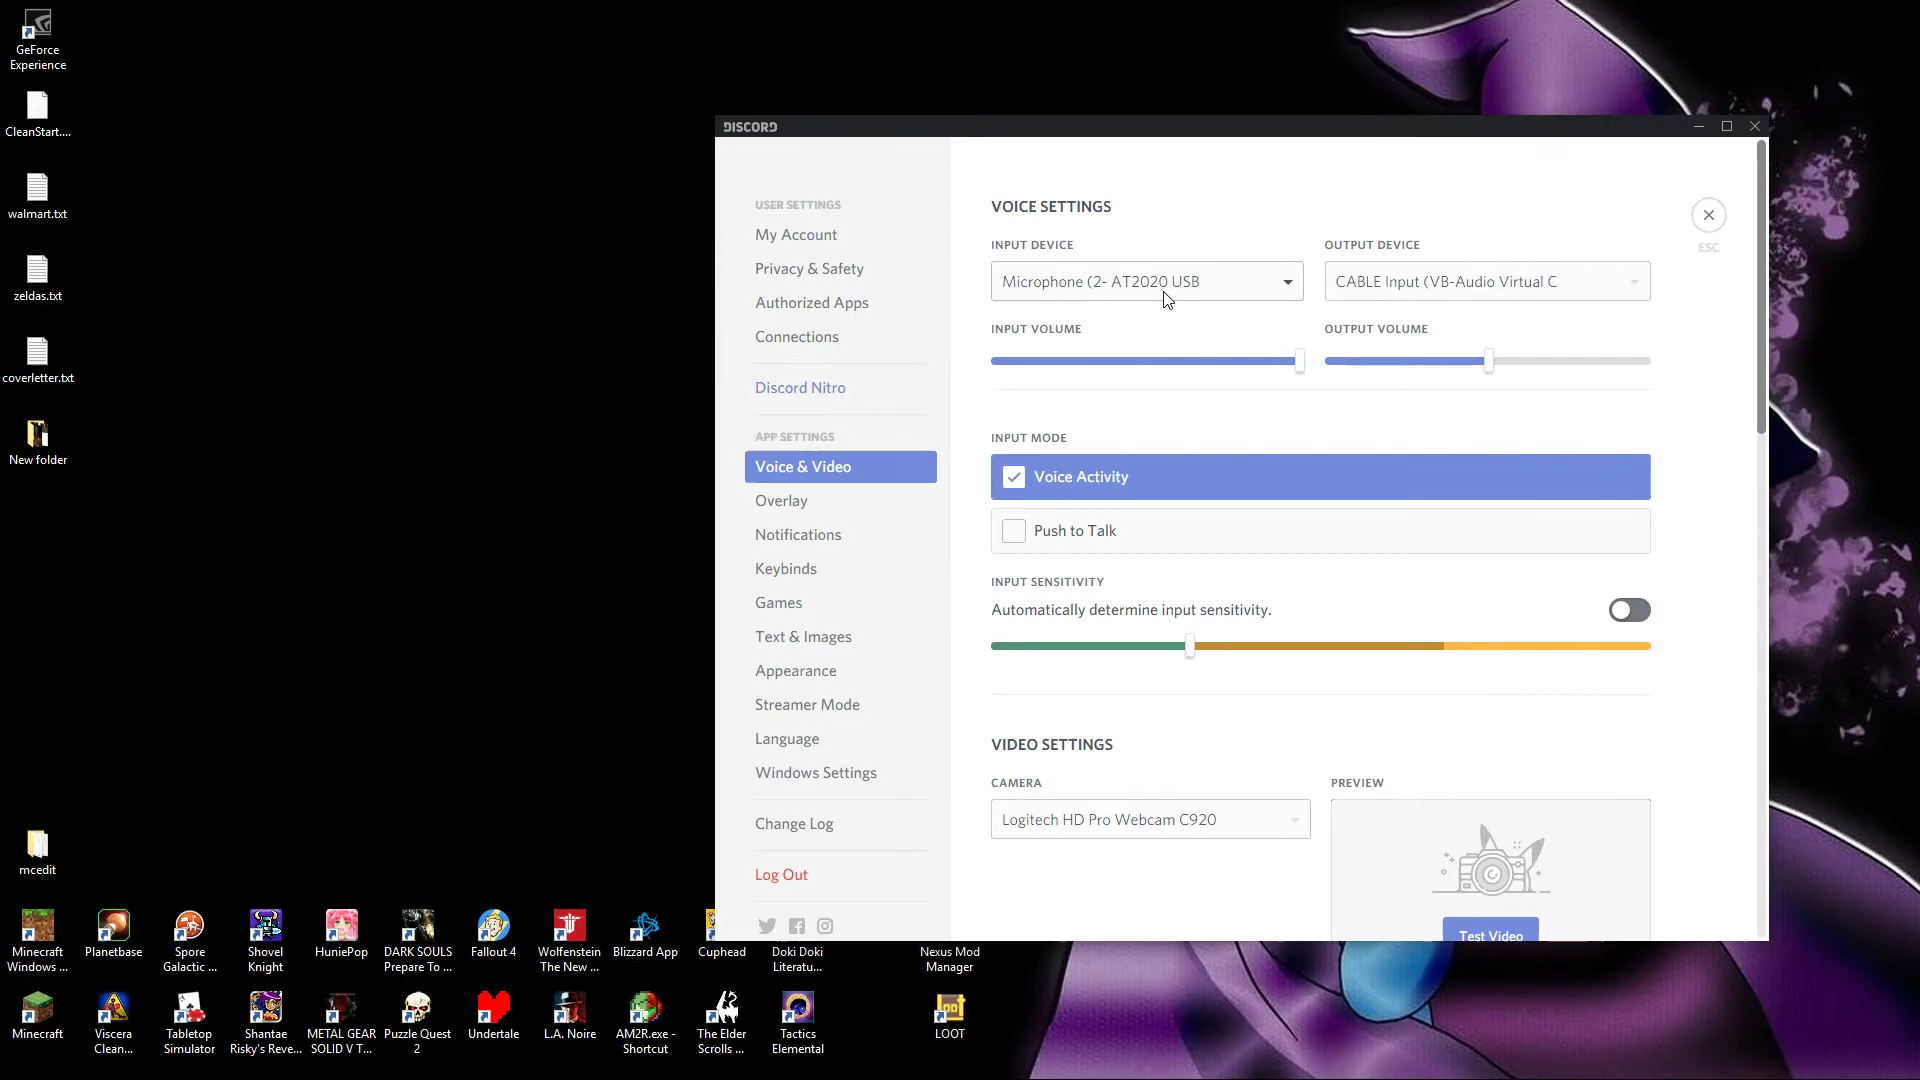 GeForce
Experience
CleanStart....
walmart.txt
zeldas.txt
coverletter.txt
New folder
mcedit
DISCORD
USER SETTINGS
My Account
Privacy & Safety
Authorized Apps
Connections
Discord Nitro
APP SETTINGS
Voice & Video
Overlay
Notifications
Keybinds
Games
Text & Images
Appearance
Streamer Mode
Language
Windows Settings
Change Log
Log Out
VOICE SETTINGS
ESC
INPUT DEVICE
OUTPUT DEVICE
Microphone (2- AT2020 USB
CABLE Input (VB-Audio Virtual C
INPUT VOLUME
OUTPUT VOLUME
INPUT MODE
Voice Activity
Push to Talk
INPUT SENSITIVITY
Automatically determine input sensitivity.
VIDEO SETTINGS
CAMERA
PREVIEW
Logitech HD Pro Webcam C920
Test Video
Minecraft
Windows ...
Planetbase
Spore
Galactic ...
Shovel
Knight
HuniePop
DARK SOULS
Prepare To ...
Fallout 4
Wolfenstein
The New ...
Blizzard App
Cuphead
Doki Doki
Literatu...
Nexus Mod
Manager
Minecraft
Viscera
Clean...
Tabletop
Simulator
Shantae
Risky's Reve...
METAL GEAR
SOLID V T...
Puzzle Quest
2
Undertale
L.A. Noire
AM2R.exe -
Shortcut
The Elder
Scrolls ...
Tactics
Elemental
LOOT